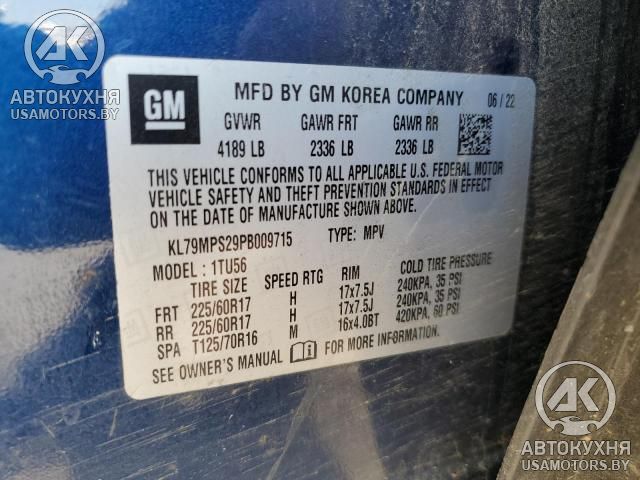 AK
АВТОКУХНЯ
USAMOTORS.BY
GM
MFD BY GM KOREA COMPANY 06 / 22
GVWR GAWR FRT GAWR RR
4189 LB 2336 LB 2336 LB
THIS VEHICLE CONFORMS TO ALL APPLICABLE U.S. FEDERAL MOTOR
VEHICLE SAFETY AND THEFT PREVENTION STANDARDS IN EFFECT
ON THE DATE OF MANUFACTURE SHOWN ABOVE.
KL79MPS29PB009715 TYPE: MPV
MODEL : 1TU56
TIRE SIZE SPEED RTG RIM COLD TIRE PRESSURE
FRT 225/60R17 H 17x7.5J 240KPA, 35 PSI
RR 225/60R17 H 17x7.5J 240KPA, 35 PSI
SPA T125/70R16 M 16x4.0BT 420KPA, 60 PSI
SEE OWNER'S MANUAL FOR MORE INFORMATION
AK
АВТОКУХНЯ
USAMOTORS.BY